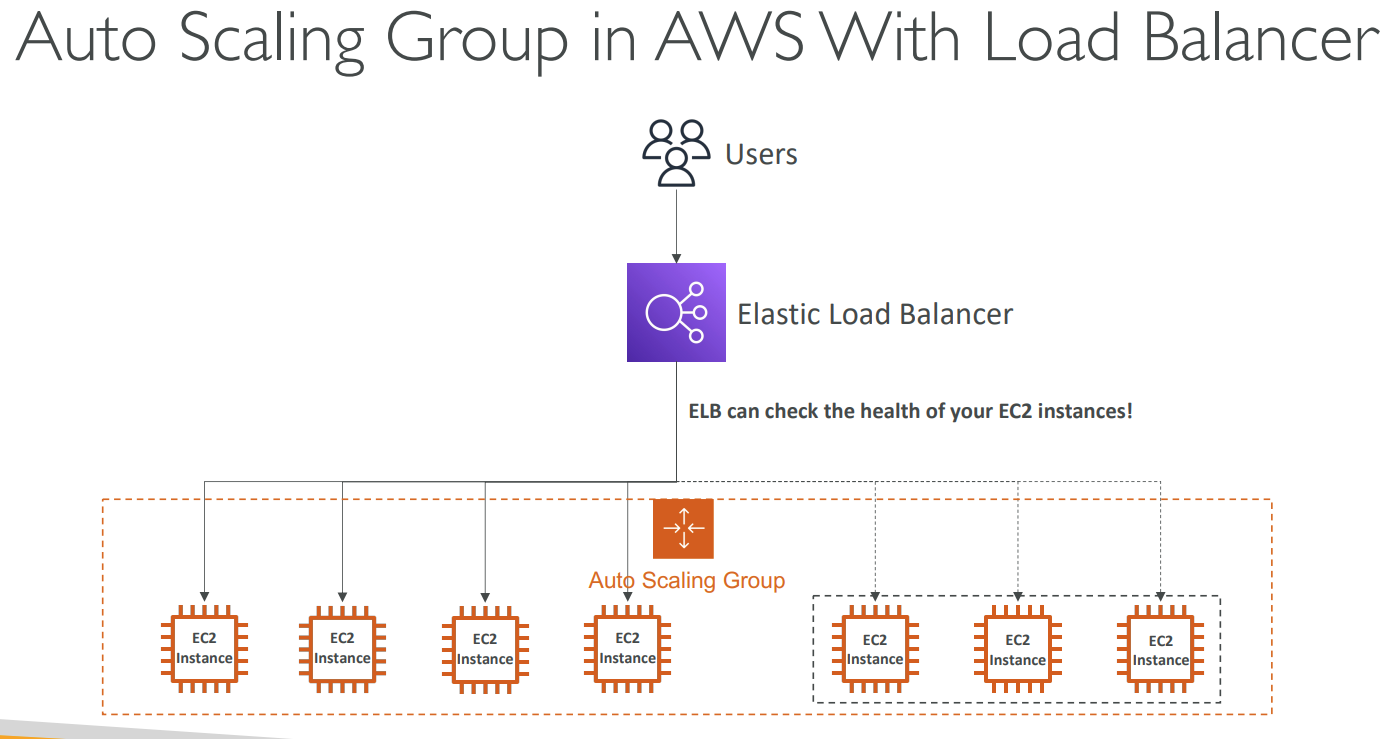 Auto Scaling Group in AWS With Load Balancer
Users
Elastic Load Balancer
ELB can check the health of your EC2 instances!
Auto Scaling Group
EC2
Instance
EC2
Instance
EC2
Instance
EC2
Instance
EC2
Instance
EC2
Instance
EC2
Instance